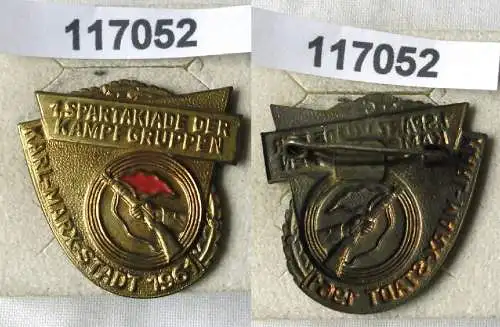 117052
1. SPARTAKIADE DER
KAMPFGRUPPEN
KARL-MARX-STADT 1961
117052